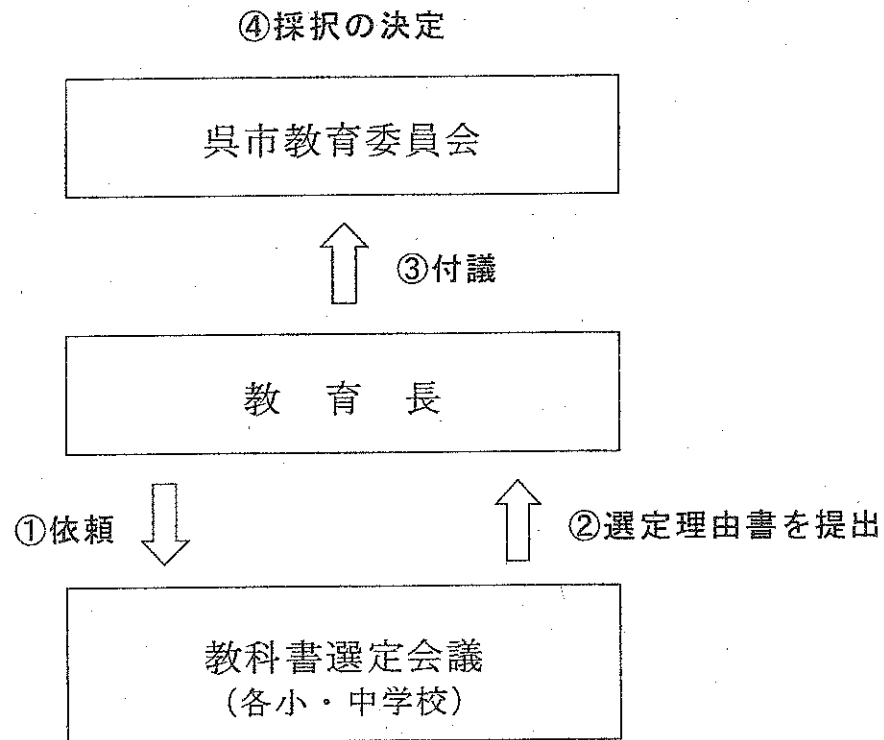 ④採択の決定
呉市教育委員会
③付議
教　育　長
①依頼
②選定理由書を提出
教科書選定会議
（各小・中学校）